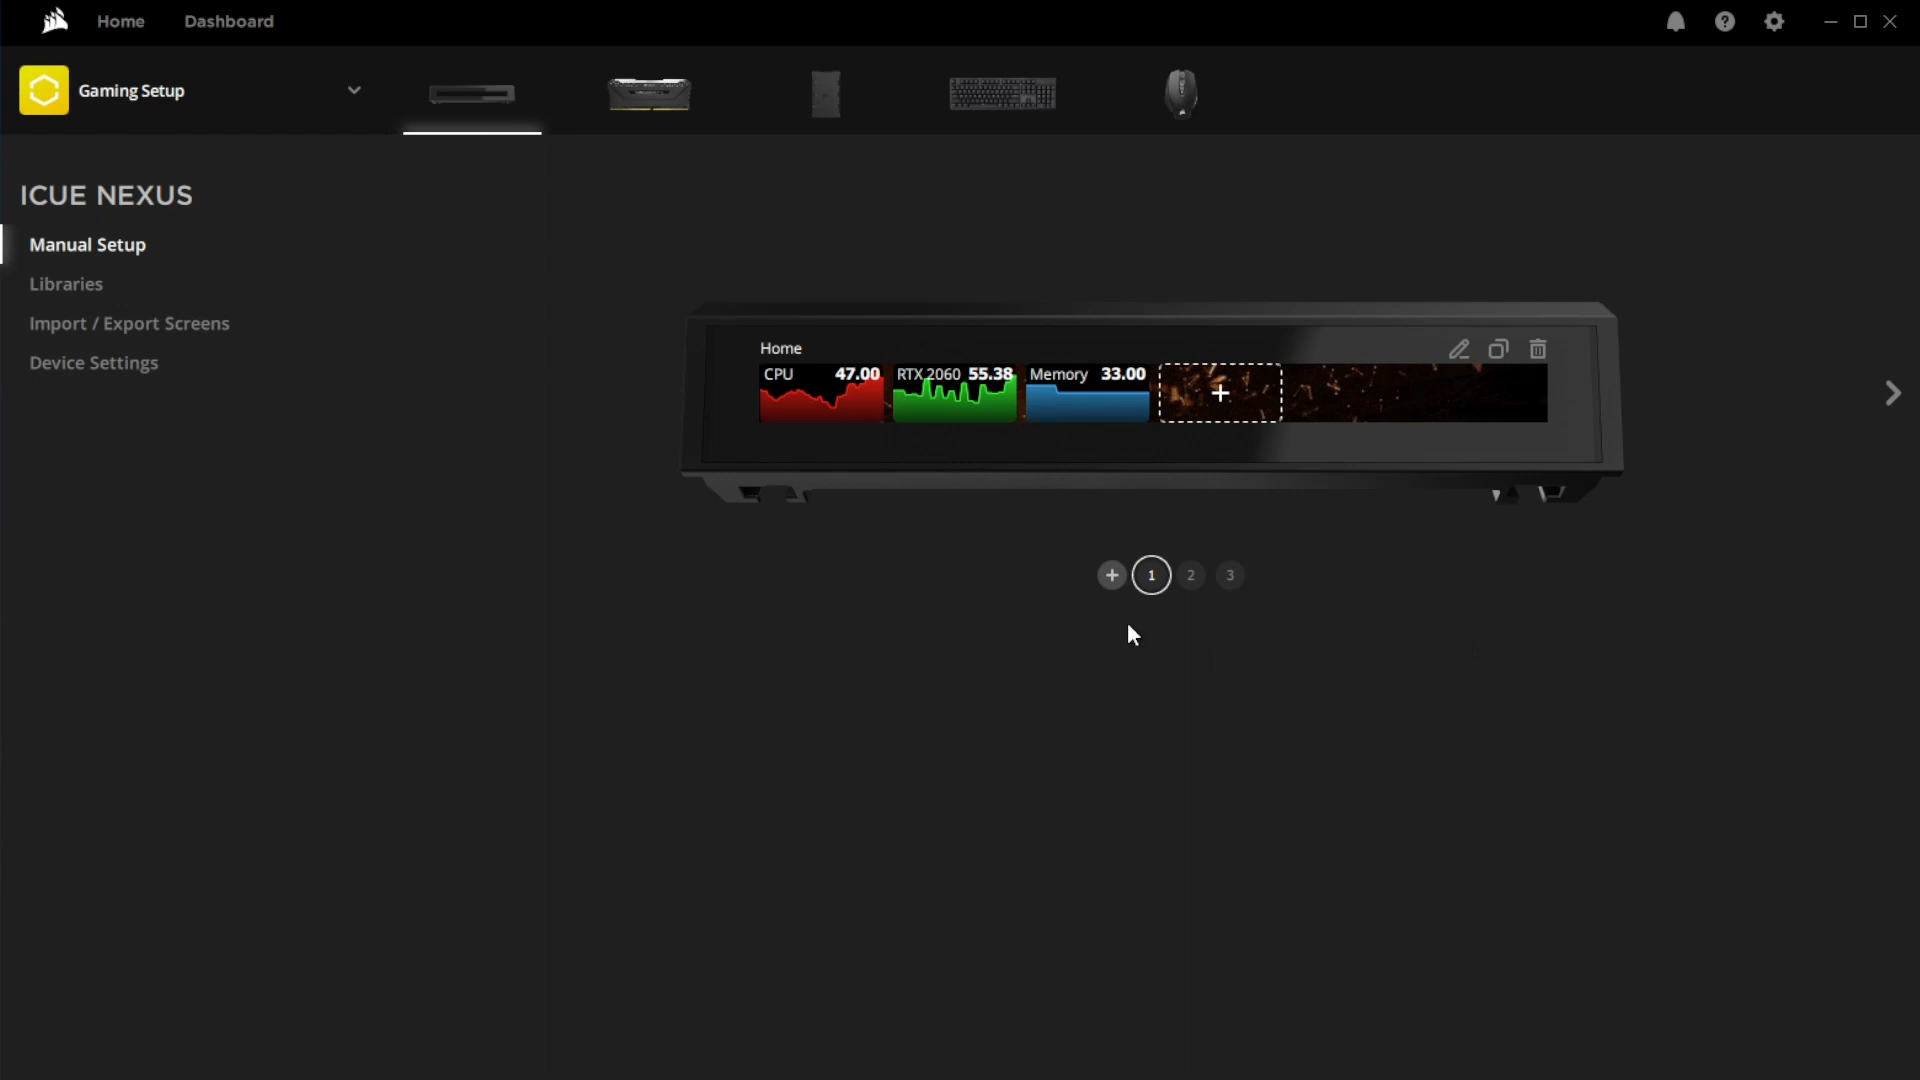 Home Dashboard
Gaming Setup
ICUE NEXUS
Manual Setup
Libraries
Import / Export Screens
Device Settings
Home
CPU 47.00 RTX 2060 55.38 Memory 33.00
1 2 3